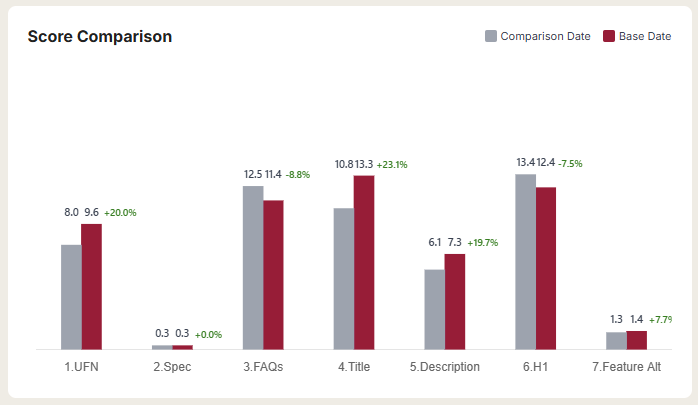 Score Comparison
Comparison Date Base Date
8.0 9.6 +20.0%
0.3 0.3 +0.0%
12.5 11.4 -8.8%
10.8 13.3 +23.1%
6.1 7.3 +19.7%
13.4 12.4 -7.5%
1.3 1.4 +7.7%
1.UFN 2.Spec 3.FAQs 4.Title 5.Description 6.H1 7.Feature Alt